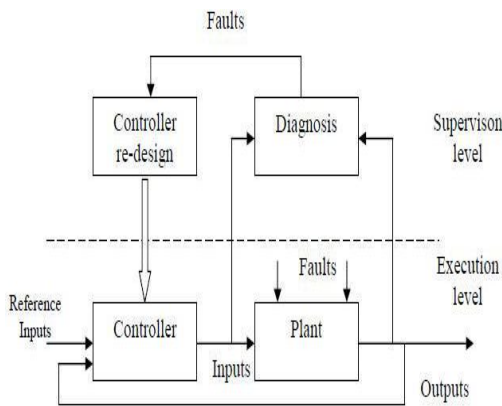 Faults
Controller
re-design
Diagnosis
Supervison
level
Faults
Execution
level
Reference
Inputs
Controller
Plant
Inputs
Outputs